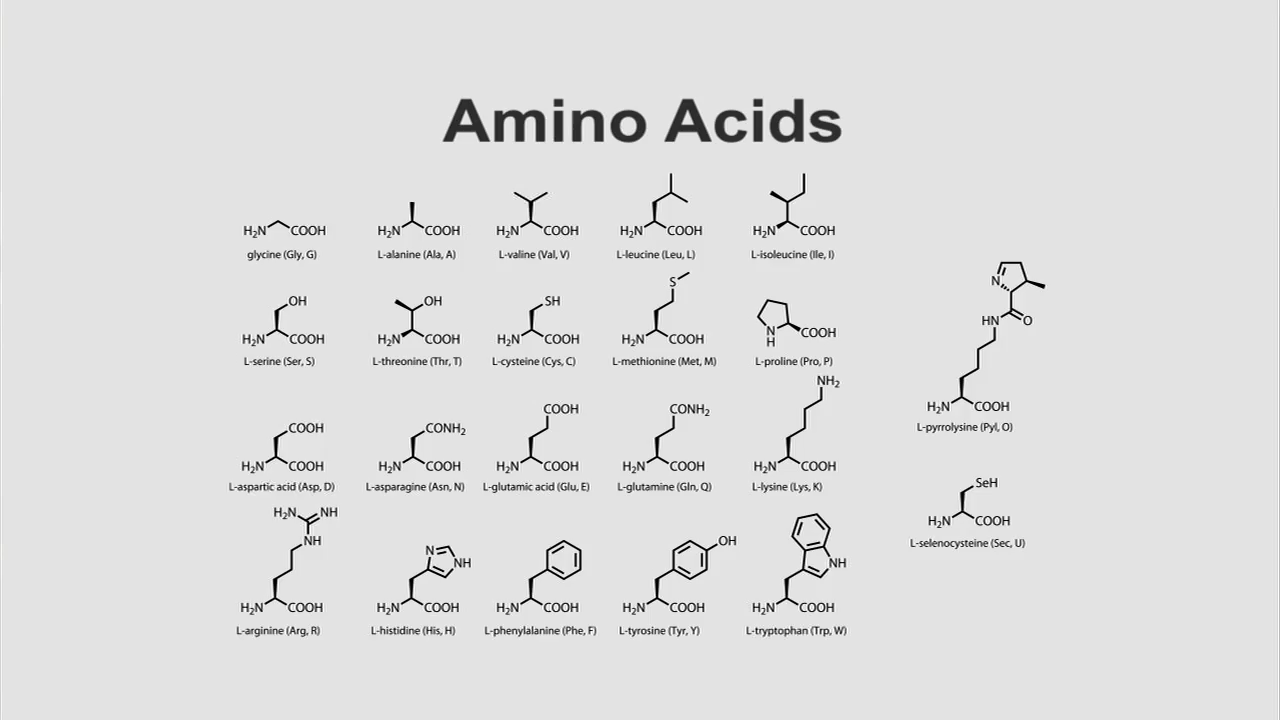 Amino Acids
H₂N COOH
glycine (Gly, G)
H₂N COOH
L-alanine (Ala, A)
H₂N COOH
L-valine (Val, V)
H₂N COOH
L-leucine (Leu, L)
H₂N COOH
L-isoleucine (Ile, I)
OH
H₂N COOH
L-serine (Ser, S)
OH
H₂N COOH
L-threonine (Thr, T)
SH
H₂N COOH
L-cysteine (Cys, C)
S
H₂N COOH
L-methionine (Met, M)
N
H
COOH
L-proline (Pro, P)
COOH
H₂N COOH
L-aspartic acid (Asp, D)
CONH₂
H₂N COOH
L-asparagine (Asn, N)
COOH
H₂N COOH
L-glutamic acid (Glu, E)
CONH₂
H₂N COOH
L-glutamine (Gln, Q)
NH₂
H₂N COOH
L-lysine (Lys, K)
H₂N NH
NH
H₂N COOH
L-arginine (Arg, R)
N
NH
H₂N COOH
L-histidine (His, H)
H₂N COOH
L-phenylalanine (Phe, F)
OH
H₂N COOH
L-tyrosine (Tyr, Y)
NH
H₂N COOH
L-tryptophan (Trp, W)
N
HN O
H₂N COOH
L-pyrrolysine (Pyl, O)
SeH
H₂N COOH
L-selenocysteine (Sec, U)